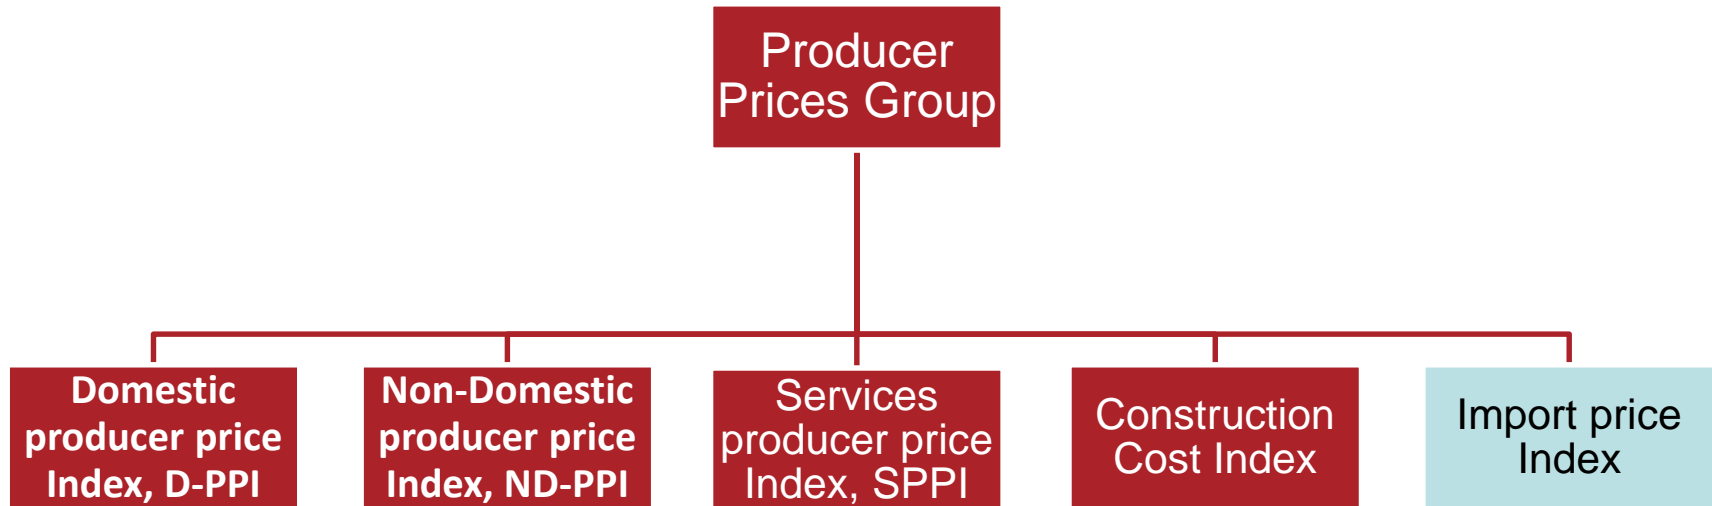 Producer
Prices Group
Domestic
producer price
Index, D-PPI
Non-Domestic
producer price
Index, ND-PPI
Services
producer price
Index, SPPI
Construction
Cost Index
Import price
Index